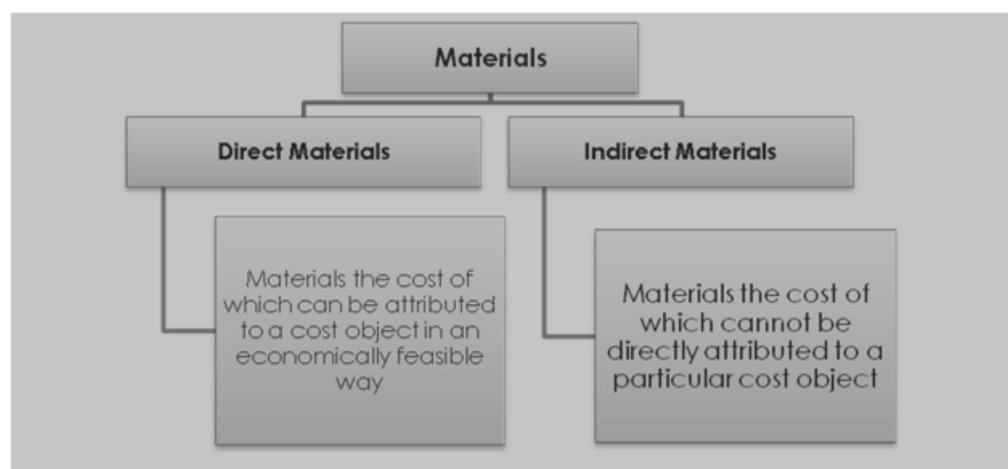 Materials
Direct Materials
Indirect Materials
Materials the cost of
which can be attributed
to a cost object in an
economically feasible
way
Materials the cost of
which cannot be
directly attributed to a
particular cost object